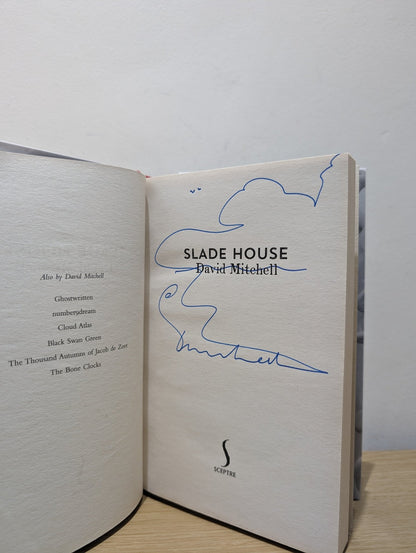 Also by David Mitchell
Ghostwritten
number9dream
Cloud Atlas
Black Swan Green
The Thousand Autumns of Jacob de Zoet
The Bone Clocks
SLADE HOUSE
David Mitchell
SCEPTRE